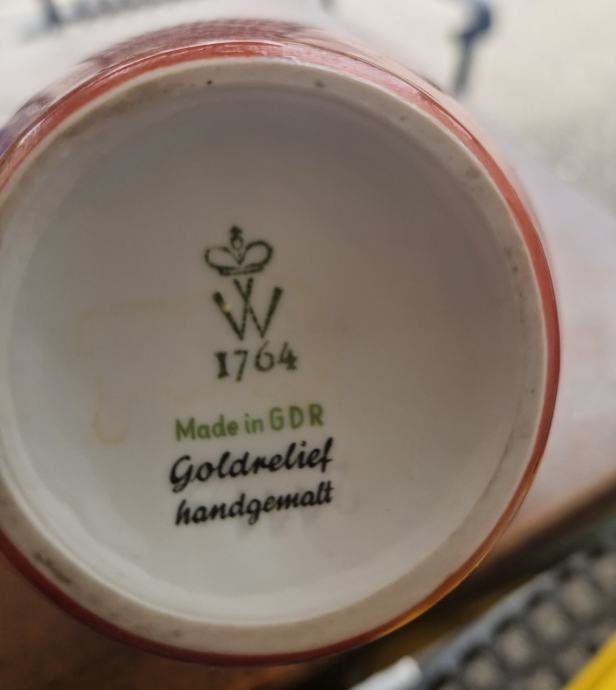 W
1764
Made in GDR
Goldrelief
handgemalt